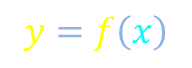 y = f(x)